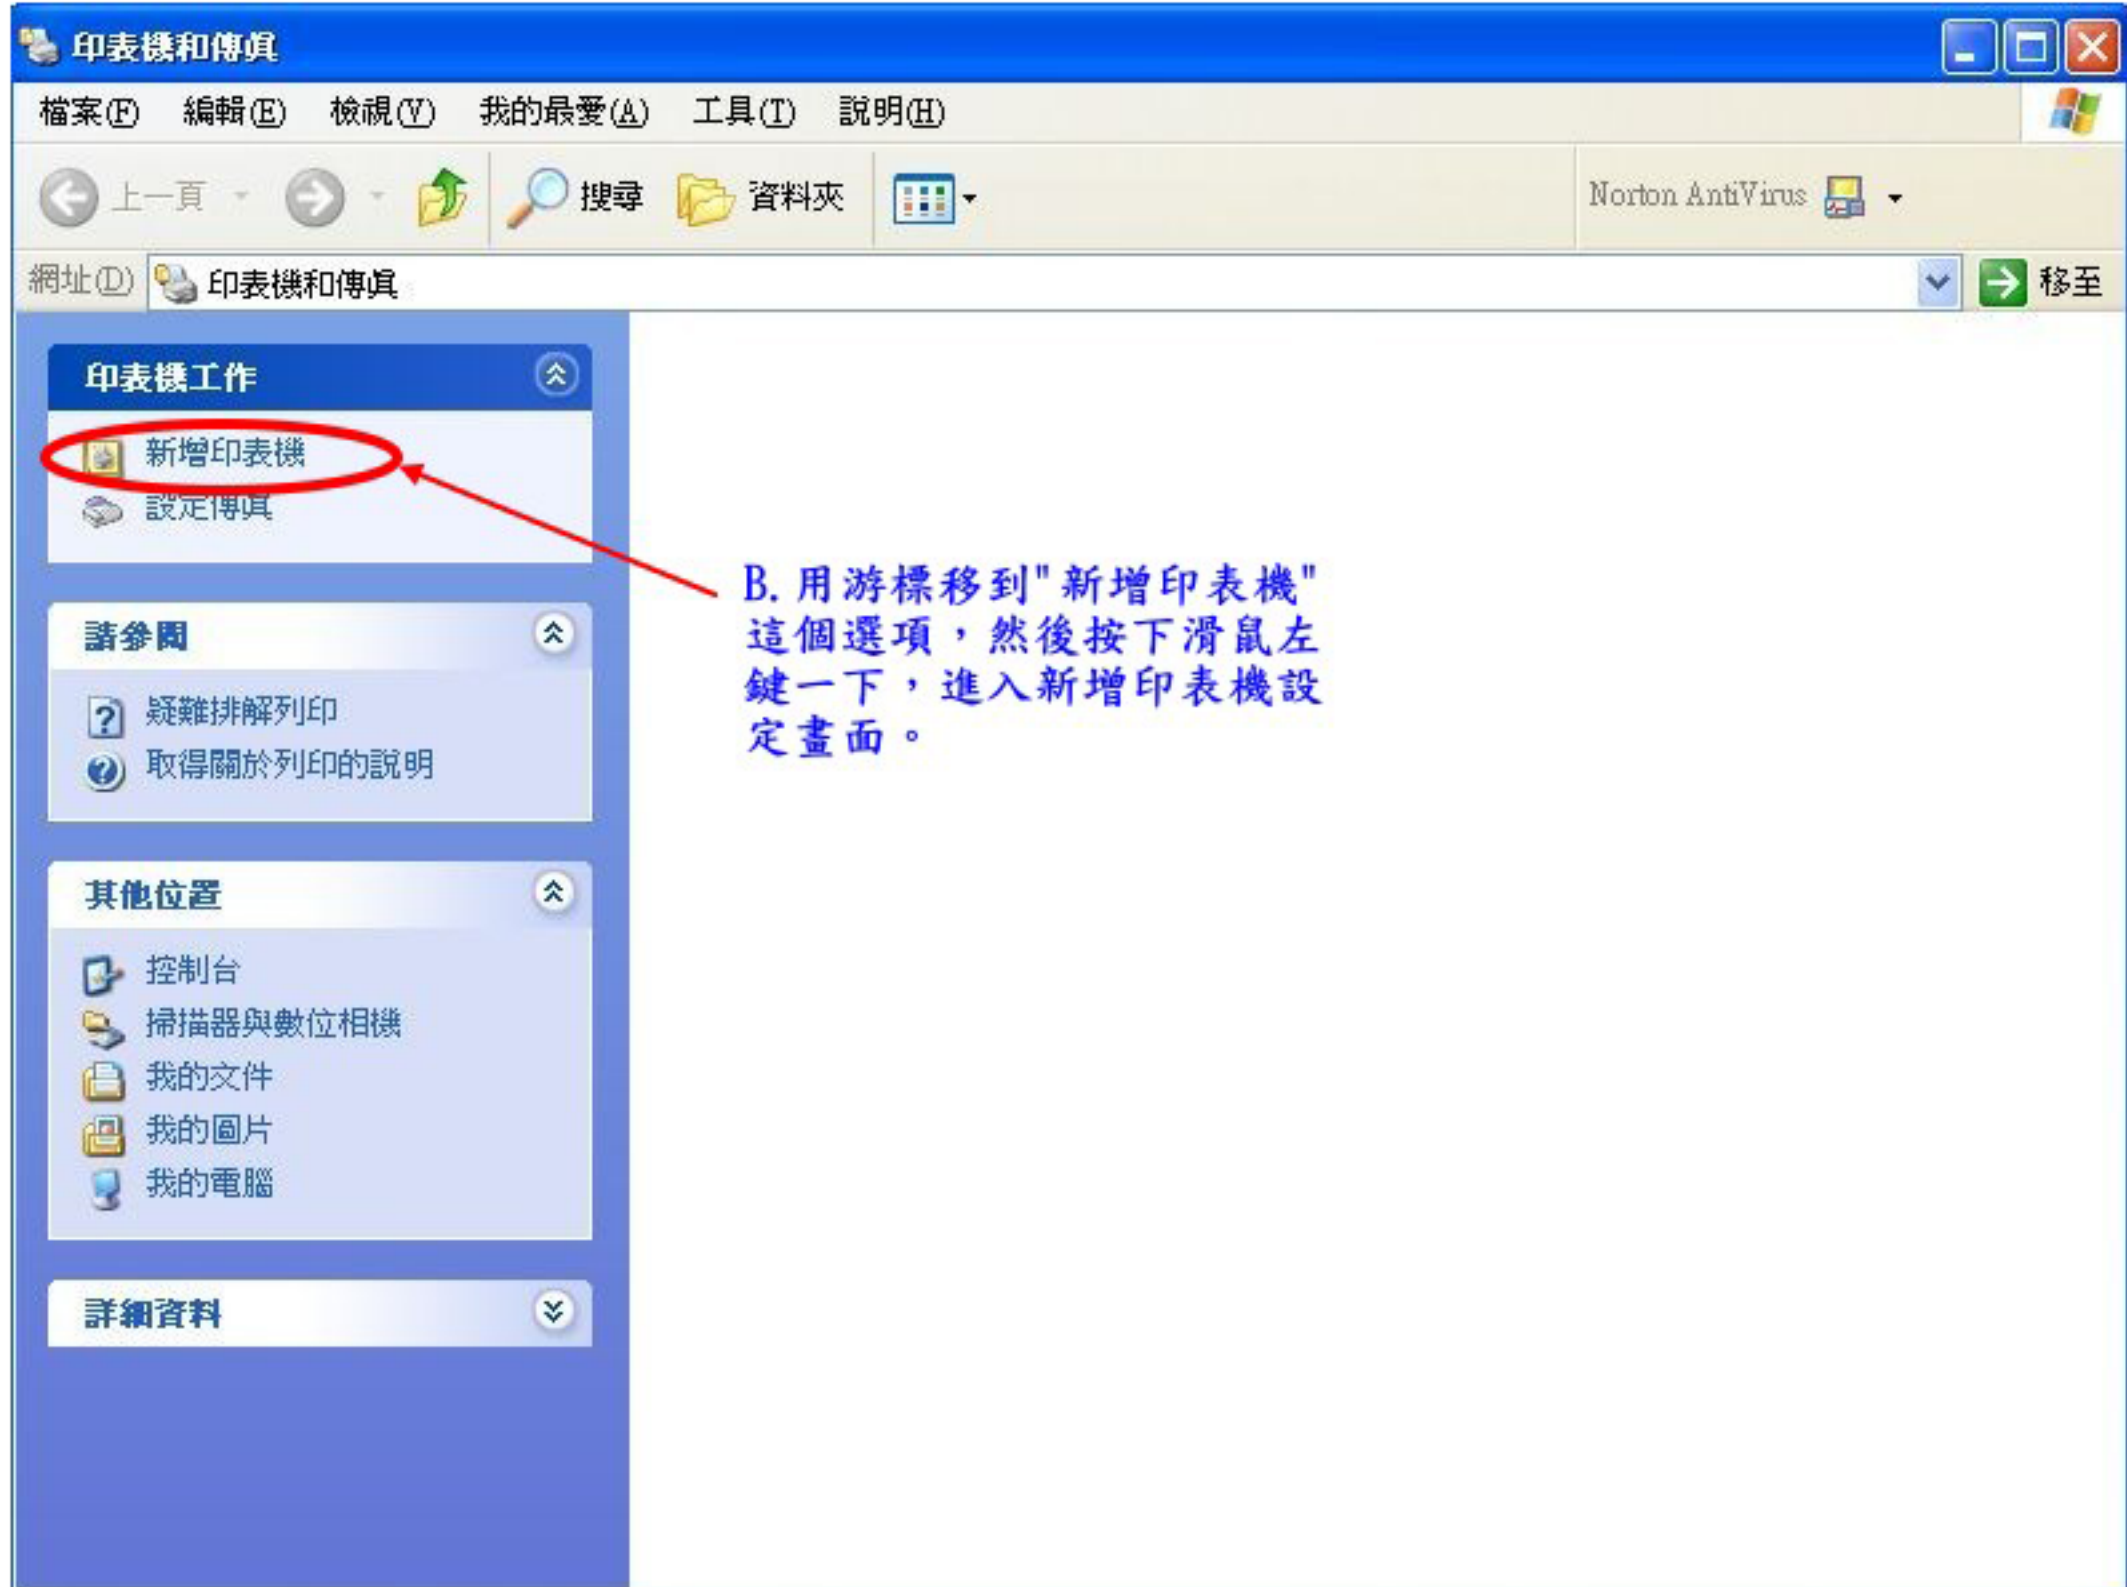 印表機和傳真
檔案(F) 編輯(E) 檢視(V) 我的最愛(A) 工具(T) 說明(H)
上一頁 搜尋 資料夾 Norton AntiVirus
網址(D) 印表機和傳真 移至
印表機工作
新增印表機
設定傳真
B.用游標移到"新增印表機"
這個選項，然後按下滑鼠左
鍵一下，進入新增印表機設
定畫面。
請參閱
疑難排解列印
取得關於列印的說明
其他位置
控制台
掃描器與數位相機
我的文件
我的圖片
我的電腦
詳細資料